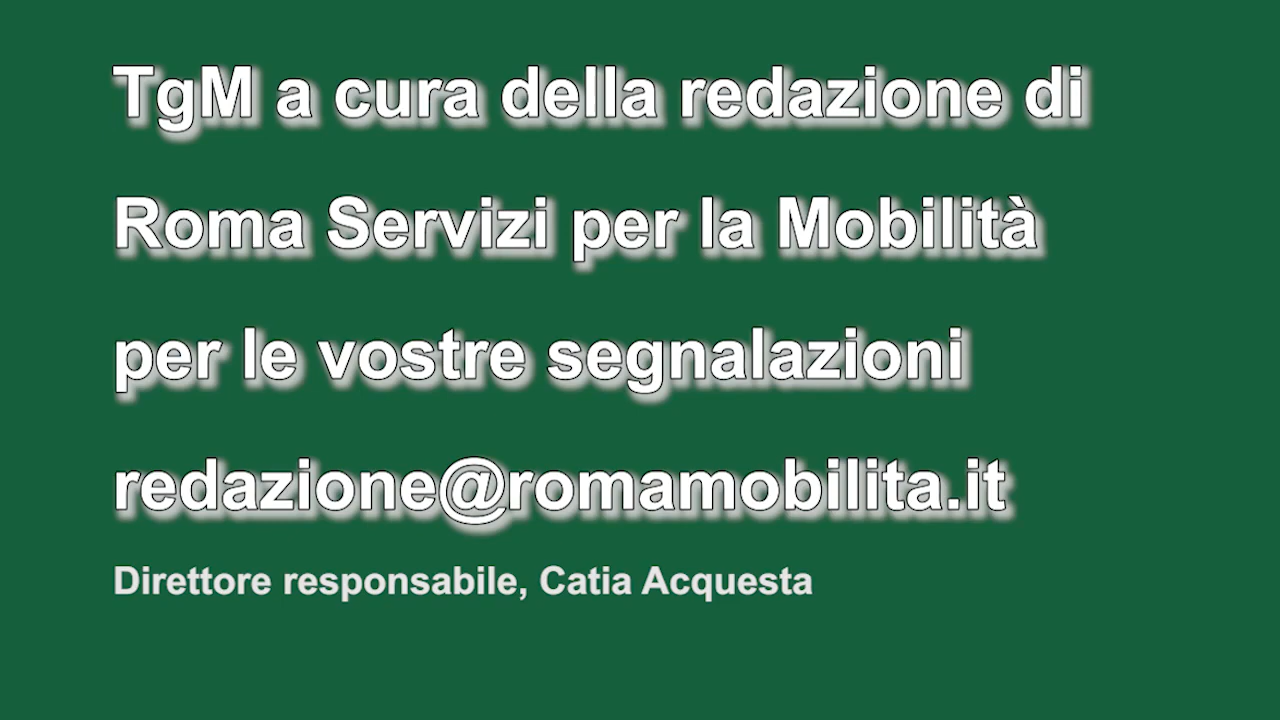 TgM a cura della redazione di
Roma Servizi per la Mobilità
per le vostre segnalazioni
redazione@romamobilita.it
Direttore responsabile, Catia Acquesta